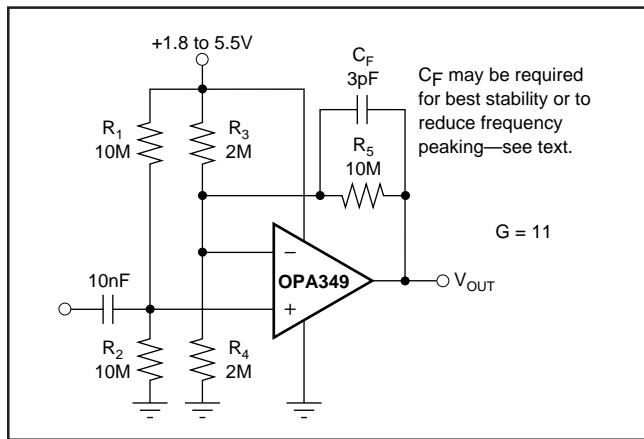 +1.8 to 5.5V
C_F
3pF
C_F may be required
for best stability or to
reduce frequency
peaking—see text.
R_1
10M
R_3
2M
R_5
10M
G = 11
OPA349
−
+
V_OUT
10nF
R_2
10M
R_4
2M